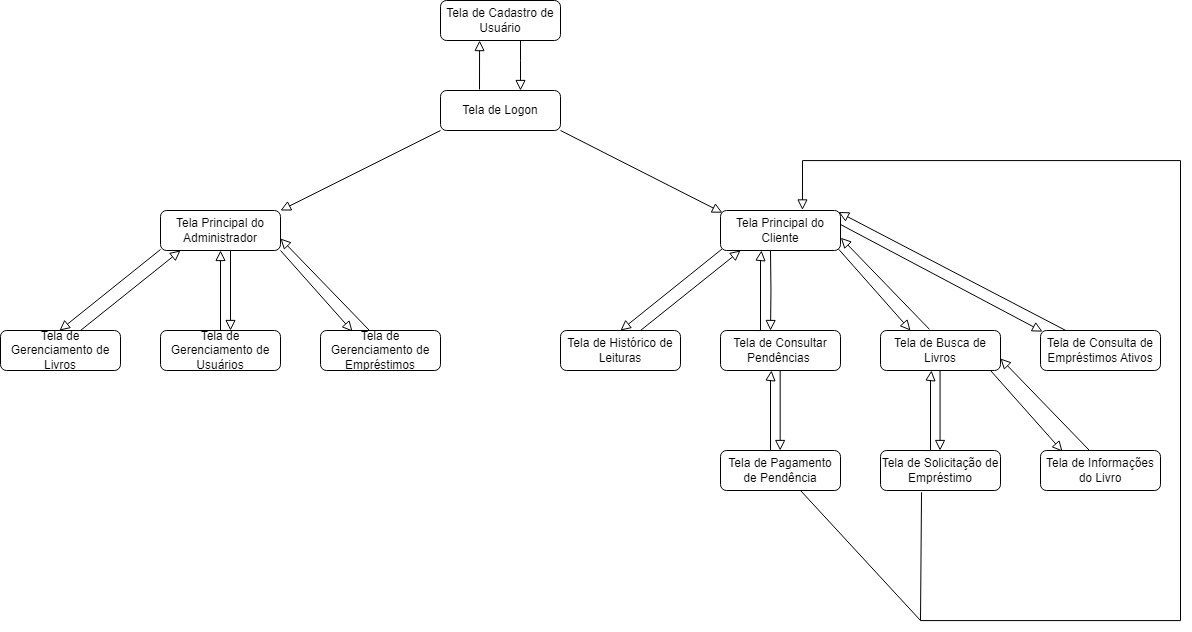 Tela de Cadastro de
Usuário
Tela de Logon
Tela Principal do
Administrador
Tela Principal do
Cliente
Tela de
Gerenciamento de
Livros
Tela de
Gerenciamento de
Usuários
Tela de
Gerenciamento de
Empréstimos
Tela de Histórico de
Leituras
Tela de Consultar
Pendências
Tela de Busca de
Livros
Tela de Consulta de
Empréstimos Ativos
Tela de Pagamento
de Pendência
Tela de Solicitação de
Empréstimo
Tela de Informações
do Livro